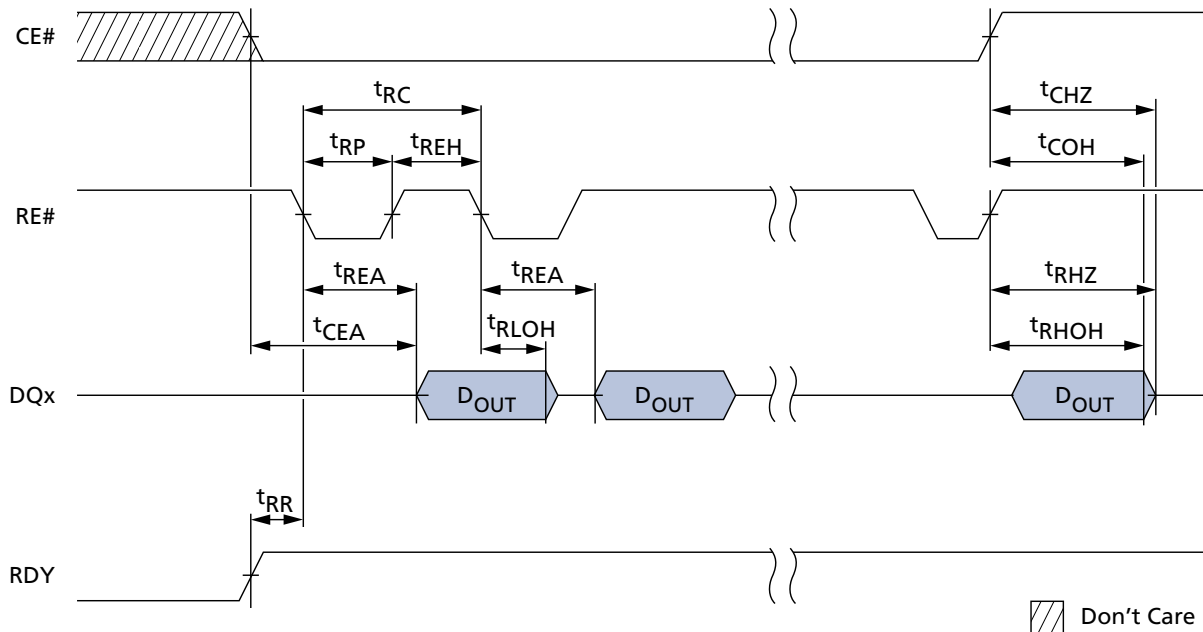 CE#
tRC
tCHZ
tRP
tREH
tCOH
RE#
tREA
tREA
tRHZ
tCEA
tRLOH
tRHOH
DQx
DOUT
DOUT
DOUT
tRR
RDY
Don't Care